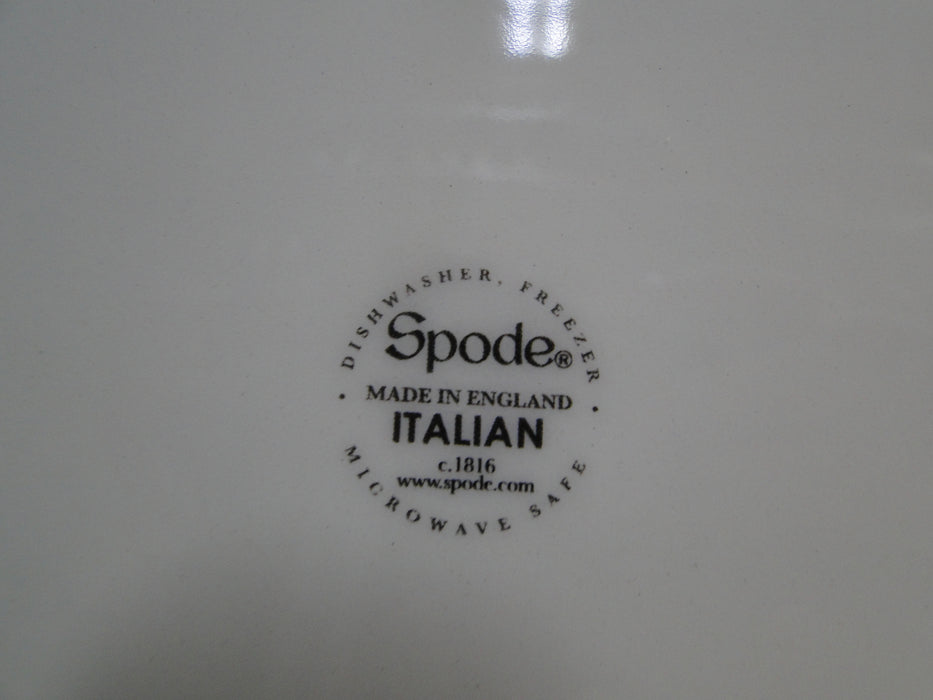 DISHWASHER, FREEZER
Spode®
MADE IN ENGLAND
ITALIAN
c.1816
www.spode.com
• MICROWAVE SAFE •